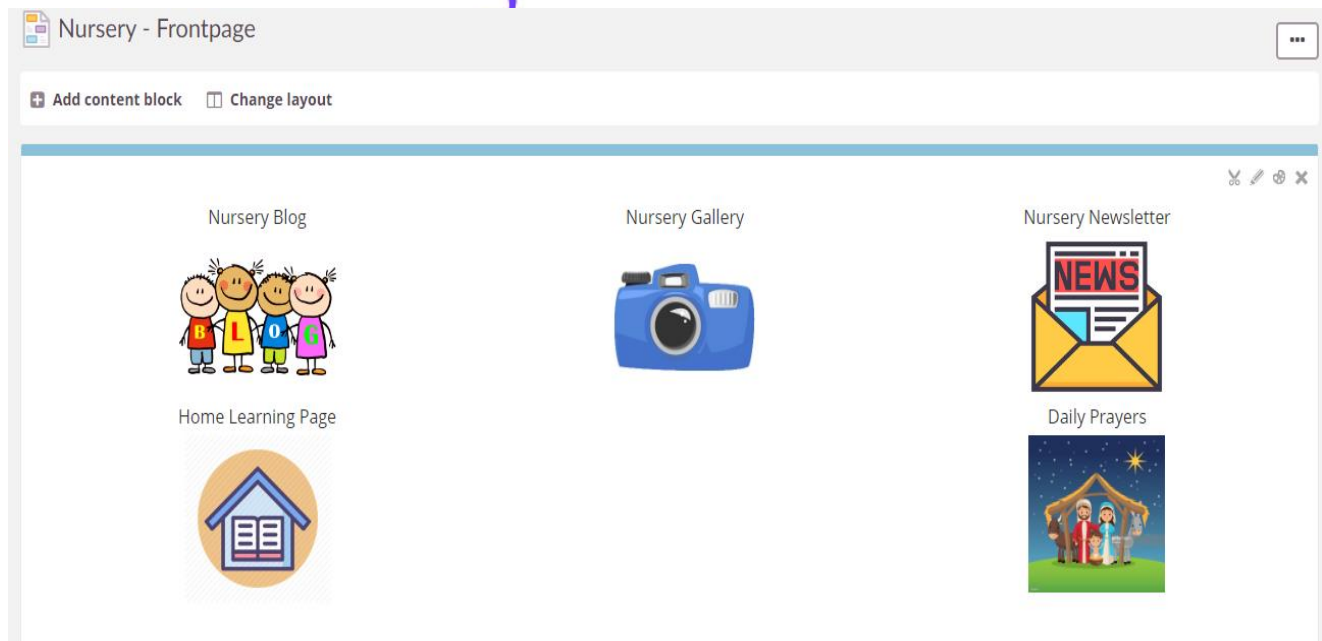 Nursery - Frontpage
Add content block Change layout
Nursery Blog Nursery Gallery Nursery Newsletter
BLOG
NEWS
Home Learning Page Daily Prayers